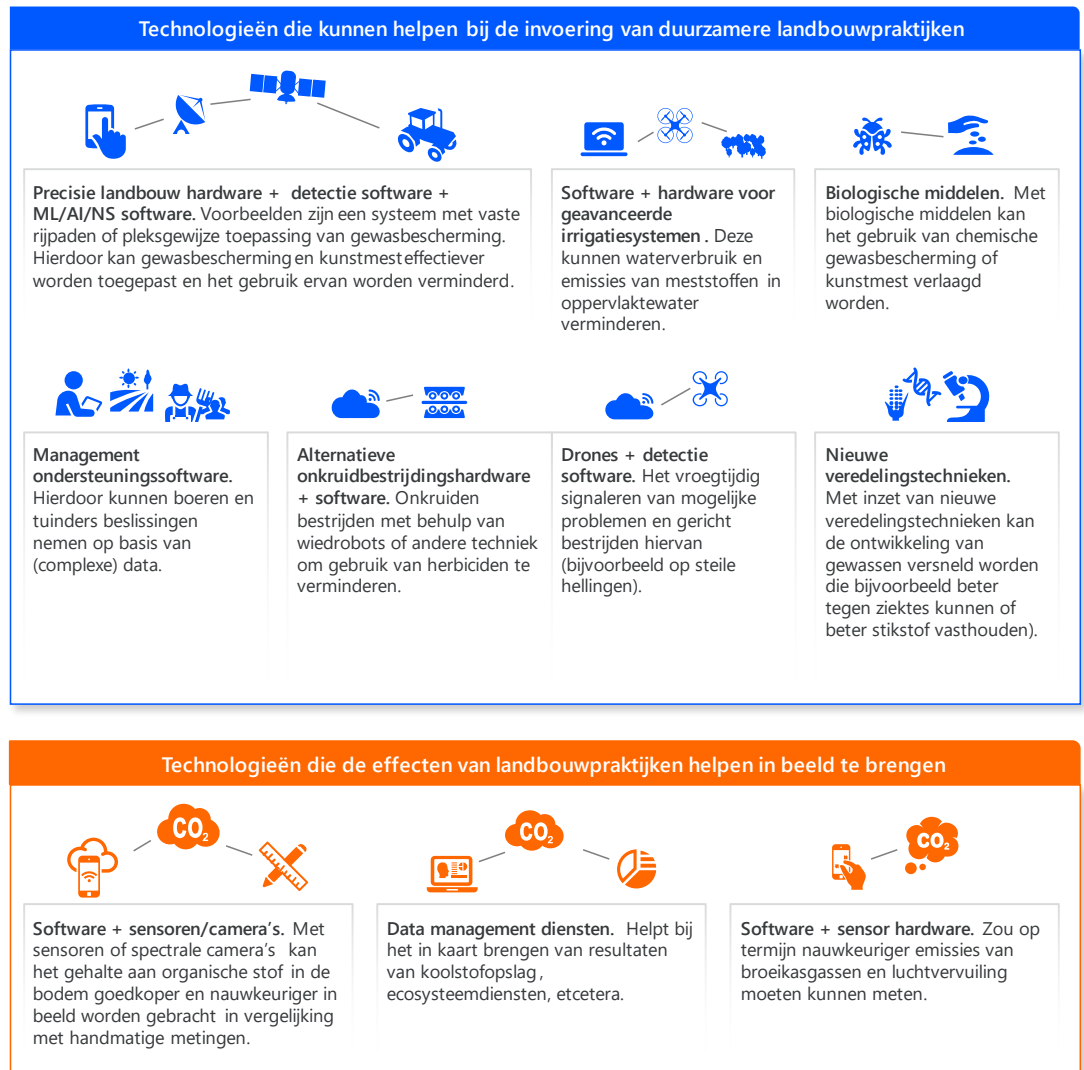 Technologieën die kunnen helpen bij de invoering van duurzamere landbouwpraktijken
Precisie landbouw hardware + detectie software +
ML/AI/NS software. Voorbeelden zijn een systeem met vaste
rijpaden of pleksgewijze toepassing van gewasbescherming.
Hierdoor kan gewasbescherming en kunstmest effectiever
worden toegepast en het gebruik ervan worden verminderd.
Software + hardware voor
geavanceerde
irrigatiesystemen. Deze
kunnen waterverbruik en
emissies van meststoffen in
oppervlaktewater
verminderen.
Biologische middelen. Met
biologische middelen kan
het gebruik van chemische
gewasbescherming of
kunstmest verlaagd
worden.
Management
ondersteuningssoftware.
Hierdoor kunnen boeren en
tuinders beslissingen
nemen op basis van
(complexe) data.
Alternatieve
onkruidbestrijdingshardware
+ software. Onkruiden
bestrijden met behulp van
wiedrobots of andere techniek
om gebruik van herbiciden te
verminderen.
Drones + detectie
software. Het vroegtijdig
signaleren van mogelijke
problemen en gericht
bestrijden hiervan
(bijvoorbeeld op steile
hellingen).
Nieuwe
veredelingstechnieken.
Met inzet van nieuwe
veredelingstechnieken kan
de ontwikkeling van
gewassen versneld worden
die bijvoorbeeld beter
tegen ziektes kunnen of
beter stikstof vasthouden).
Technologieën die de effecten van landbouwpraktijken helpen in beeld te brengen
CO₂
CO₂
CO₂
Software + sensoren/camera's. Met
sensoren of spectrale camera's kan
het gehalte aan organische stof in de
bodem goedkoper en nauwkeuriger in
beeld worden gebracht in vergelijking
met handmatige metingen.
Data management diensten. Helpt bij
het in kaart brengen van resultaten
van koolstofopslag,
ecosysteemdiensten, etcetera.
Software + sensor hardware. Zou op
termijn nauwkeuriger emissies van
broeikasgassen en luchtvervuiling
moeten kunnen meten.